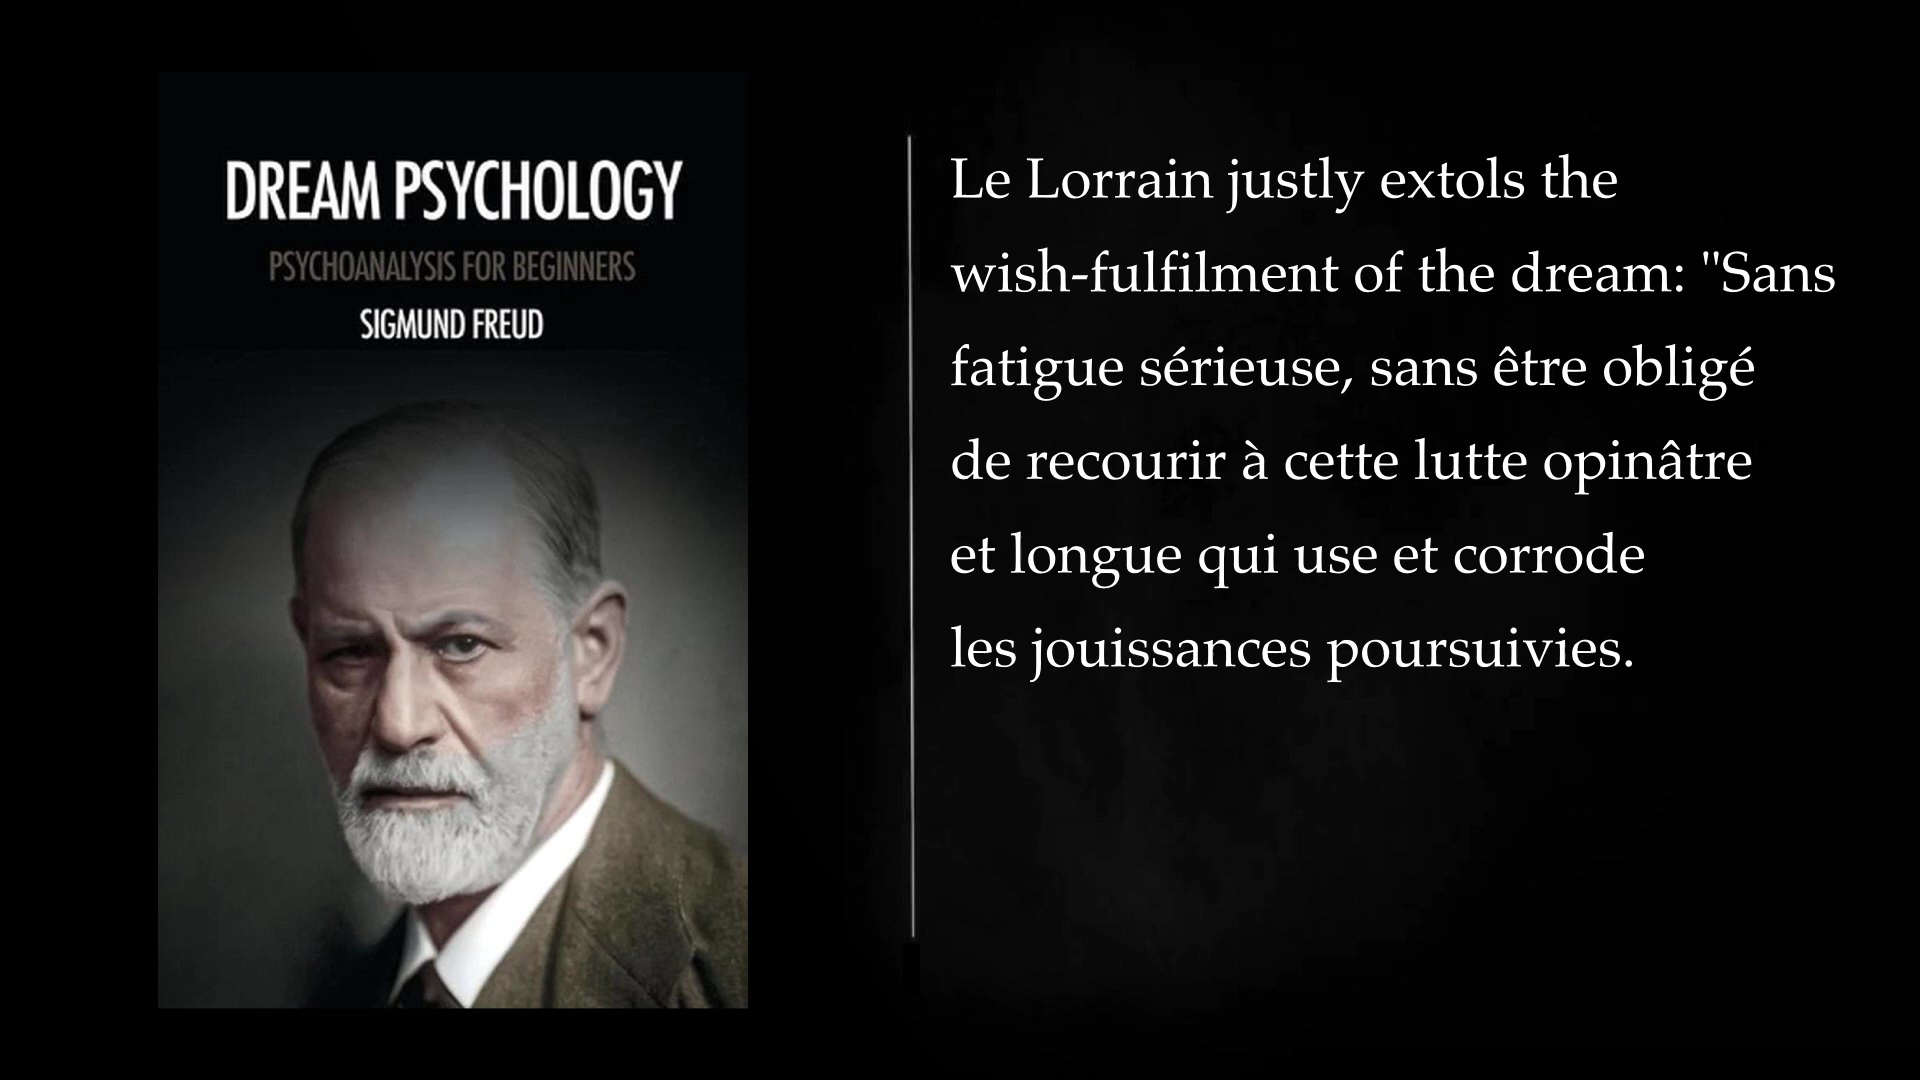 DREAM PSYCHOLOGY
PSYCHOANALYSIS FOR BEGINNERS
SIGMUND FREUD
Le Lorrain justly extols the
wish-fulfilment of the dream: "Sans
fatigue sérieuse, sans être obligé
de recourir à cette lutte opinâtre
et longue qui use et corrode
les jouissances poursuivies.